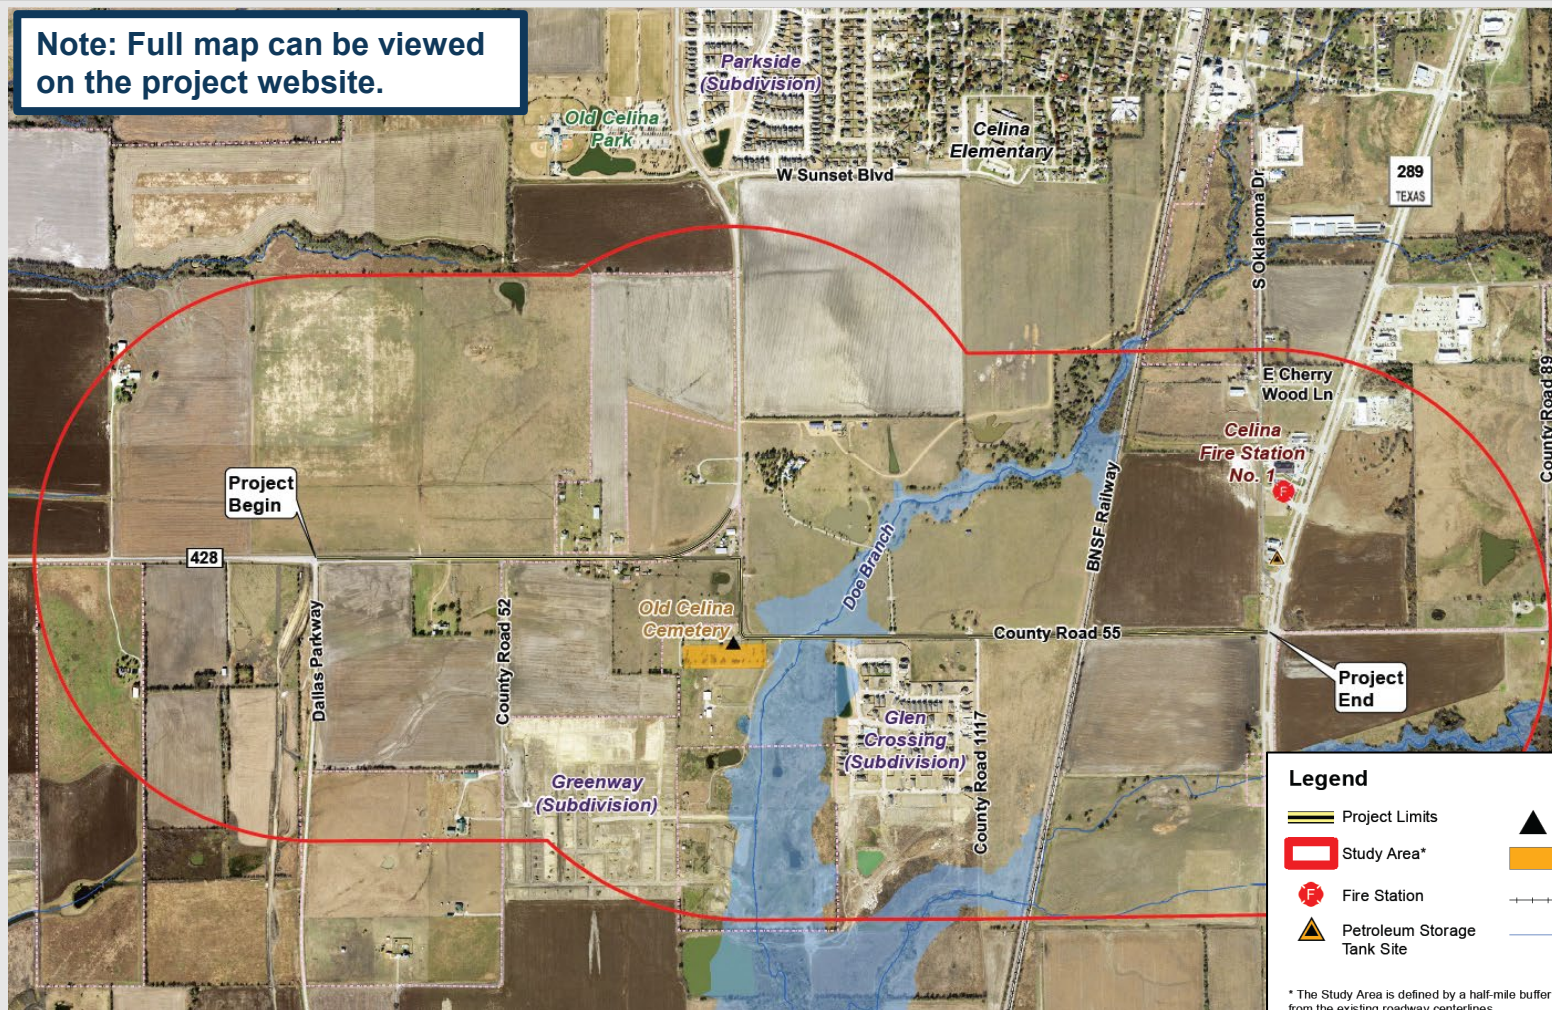 Note: Full map can be viewed
on the project website.
Parkside
(Subdivision)
Old Celina
Park
Celina
Elementary
W Sunset Blvd
289
TEXAS
S Oklahoma Dr
E Cherry
Wood Ln
County Road 89
Celina
Fire Station
No. 1
F
Project
Begin
428
BNSF Railway
Doe Branch
Old Celina
Cemetery
County Road 55
Dallas Parkway
County Road 52
Project
End
Glen
Crossing
(Subdivision)
County Road 1117
Greenway
(Subdivision)
Legend
Project Limits
Study Area*
F
Fire Station
Petroleum Storage
Tank Site
* The Study Area is defined by a half-mile buffer
from the existing roadway centerlines